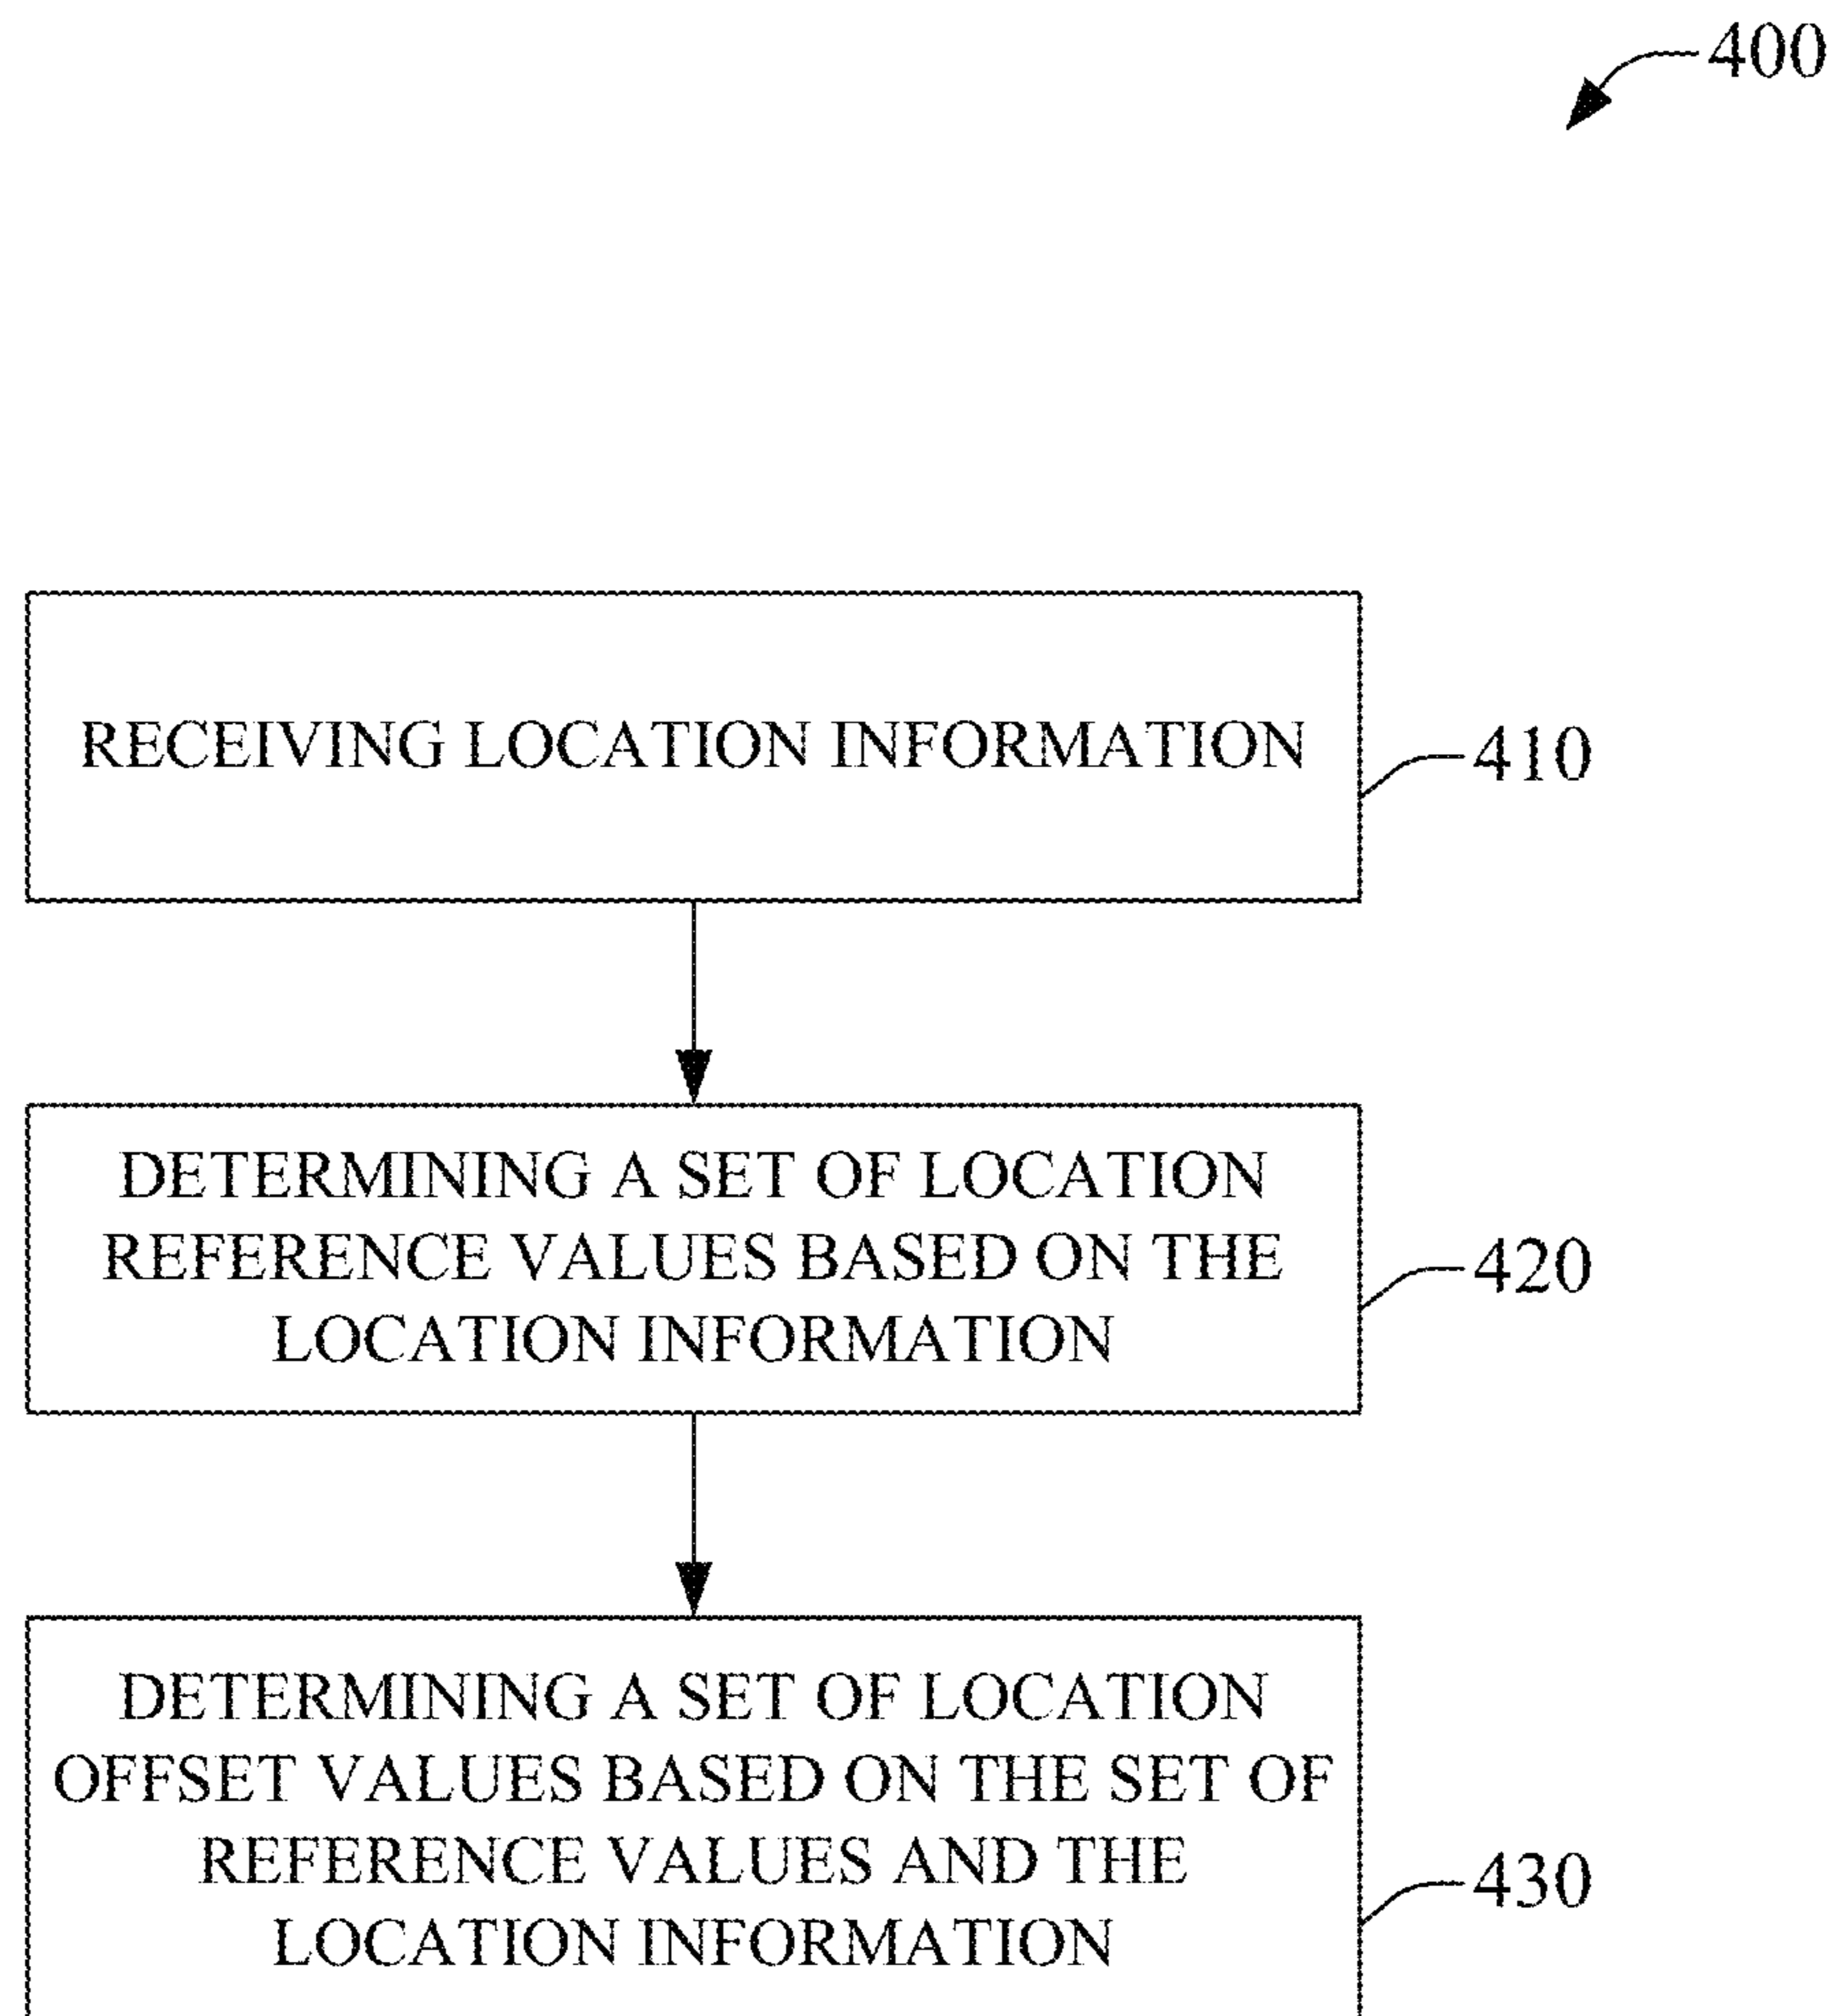 400
RECEIVING LOCATION INFORMATION
410
DETERMINING A SET OF LOCATION
REFERENCE VALUES BASED ON THE
LOCATION INFORMATION
420
DETERMINING A SET OF LOCATION
OFFSET VALUES BASED ON THE SET OF
REFERENCE VALUES AND THE
LOCATION INFORMATION
430